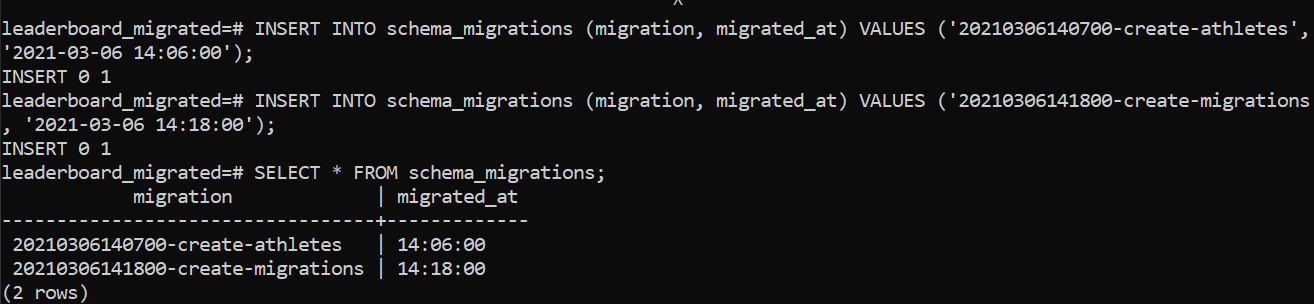 leaderboard_migrated=# INSERT INTO schema_migrations (migration, migrated_at) VALUES ('20210306140700-create-athletes',
'2021-03-06 14:06:00');
INSERT 0 1
leaderboard_migrated=# INSERT INTO schema_migrations (migration, migrated_at) VALUES ('20210306141800-create-migrations
, '2021-03-06 14:18:00');
INSERT 0 1
leaderboard_migrated=# SELECT * FROM schema_migrations;
migration | migrated_at
----------------------------------+-------------
20210306140700-create-athletes | 14:06:00
20210306141800-create-migrations | 14:18:00
(2 rows)